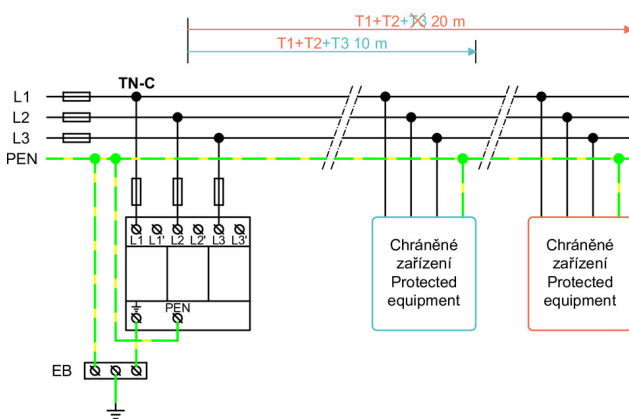 T1+T2+T3 20 m
T1+T2+T3 10 m
TN-C
L1
L2
L3
PEN
L1 L1' L2 L2' L3 L3'
PEN
Chráněné
zařízení
Protected
equipment
Chráněné
zařízení
Protected
equipment
EB